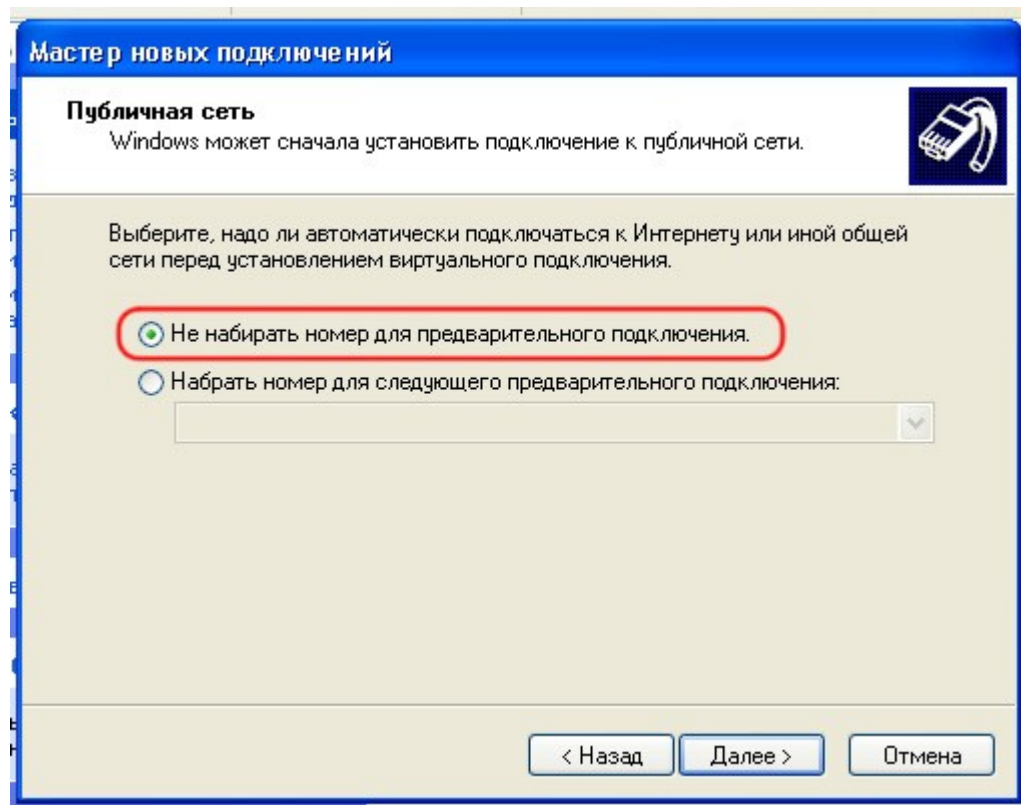 Мастер новых подключений
Публичная сеть
Windows может сначала установить подключение к публичной сети.
Выберите, надо ли автоматически подключаться к Интернету или иной общей
сети перед установлением виртуального подключения.
Не набирать номер для предварительного подключения.
Набрать номер для следующего предварительного подключения:
< Назад
Далее >
Отмена